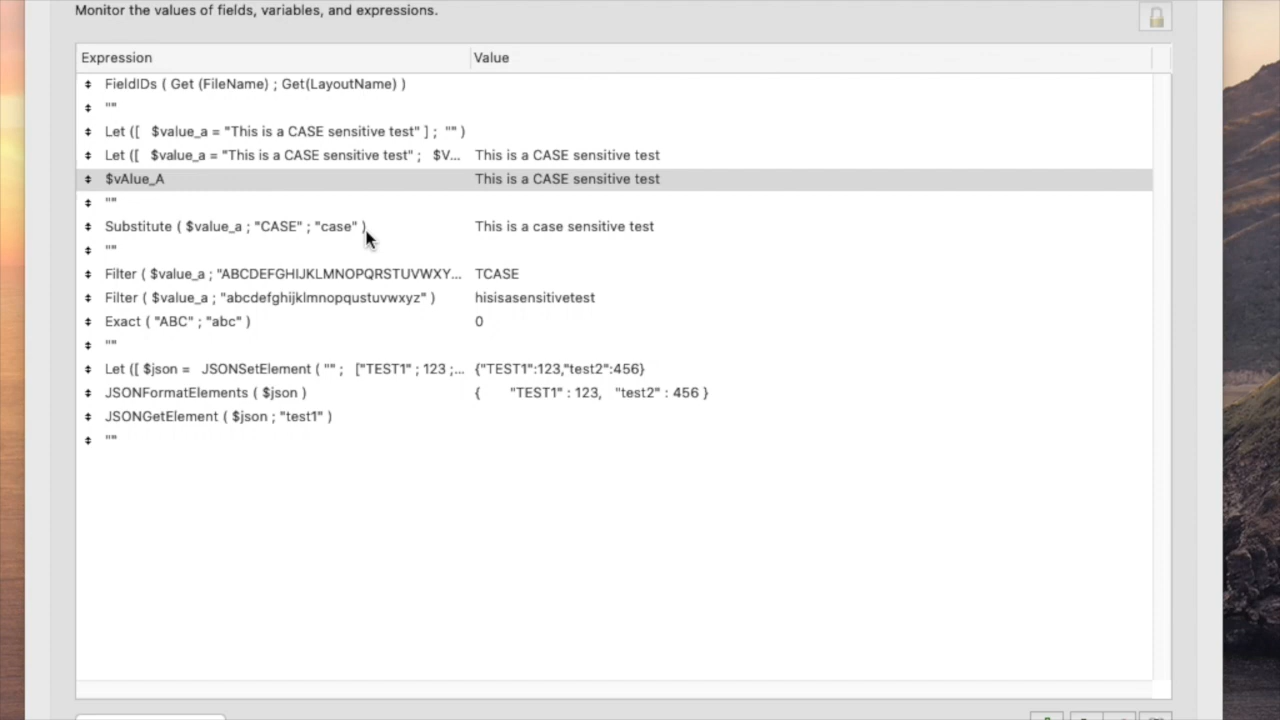 Monitor the values of fields, variables, and expressions.
Expression Value
FieldIDs ( Get (FileName) ; Get(LayoutName) )
""
Let ([ $value_a = "This is a CASE sensitive test" ] ; "" )
Let ([ $value_a = "This is a CASE sensitive test" ; $V... This is a CASE sensitive test
$vAlue_A This is a CASE sensitive test
""
Substitute ( $value_a ; "CASE" ; "case" ) This is a case sensitive test
""
Filter ( $value_a ; "ABCDEFGHIJKLMNOPQRSTUVWXY... TCASE
Filter ( $value_a ; "abcdefghijklmnopqustuvwxyz" ) hisisasensitivetest
Exact ( "ABC" ; "abc" ) 0
""
Let ([ $json = JSONSetElement ( "" ; ["TEST1" ; 123 ;... {"TEST1":123,"test2":456}
JSONFormatElements ( $json ) { "TEST1" : 123, "test2" : 456 }
JSONGetElement ( $json ; "test1" )
""